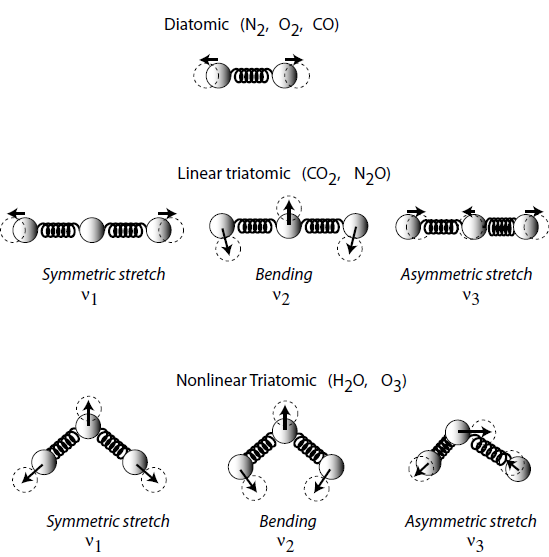 Diatomic (N2, O2, CO)
Linear triatomic (CO2, N2O)
Symmetric stretch Bending Asymmetric stretch
ν1 ν2 ν3
Nonlinear Triatomic (H2O, O3)
Symmetric stretch Bending Asymmetric stretch
ν1 ν2 ν3